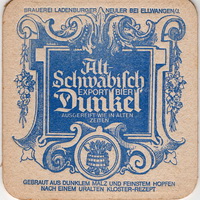 BRAUEREI LADENBURGER NEULER BEI ELLWANGEN/J.
Alt
Schwäbisch
EXPORT BIER
Dunkel
AUSGEREIFT WIE IN ALTEN
ZEITEN
GEBRAUT AUS DUNKLEM MALZ UND FEINSTEM HOPFEN
NACH EINEM URALTEN KLOSTER-REZEPT